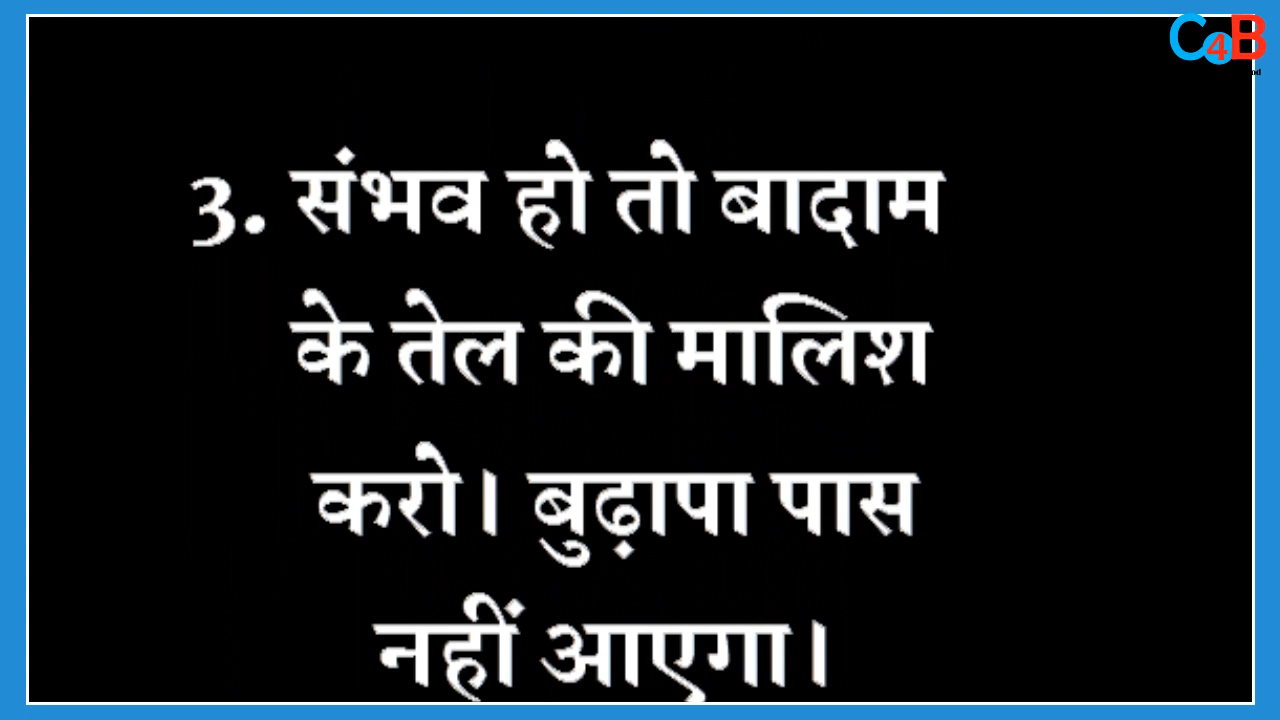 C4B
3. संभव हो तो बादाम
के तेल की मालिश
करो। बुढ़ापा पास
नहीं आएगा।